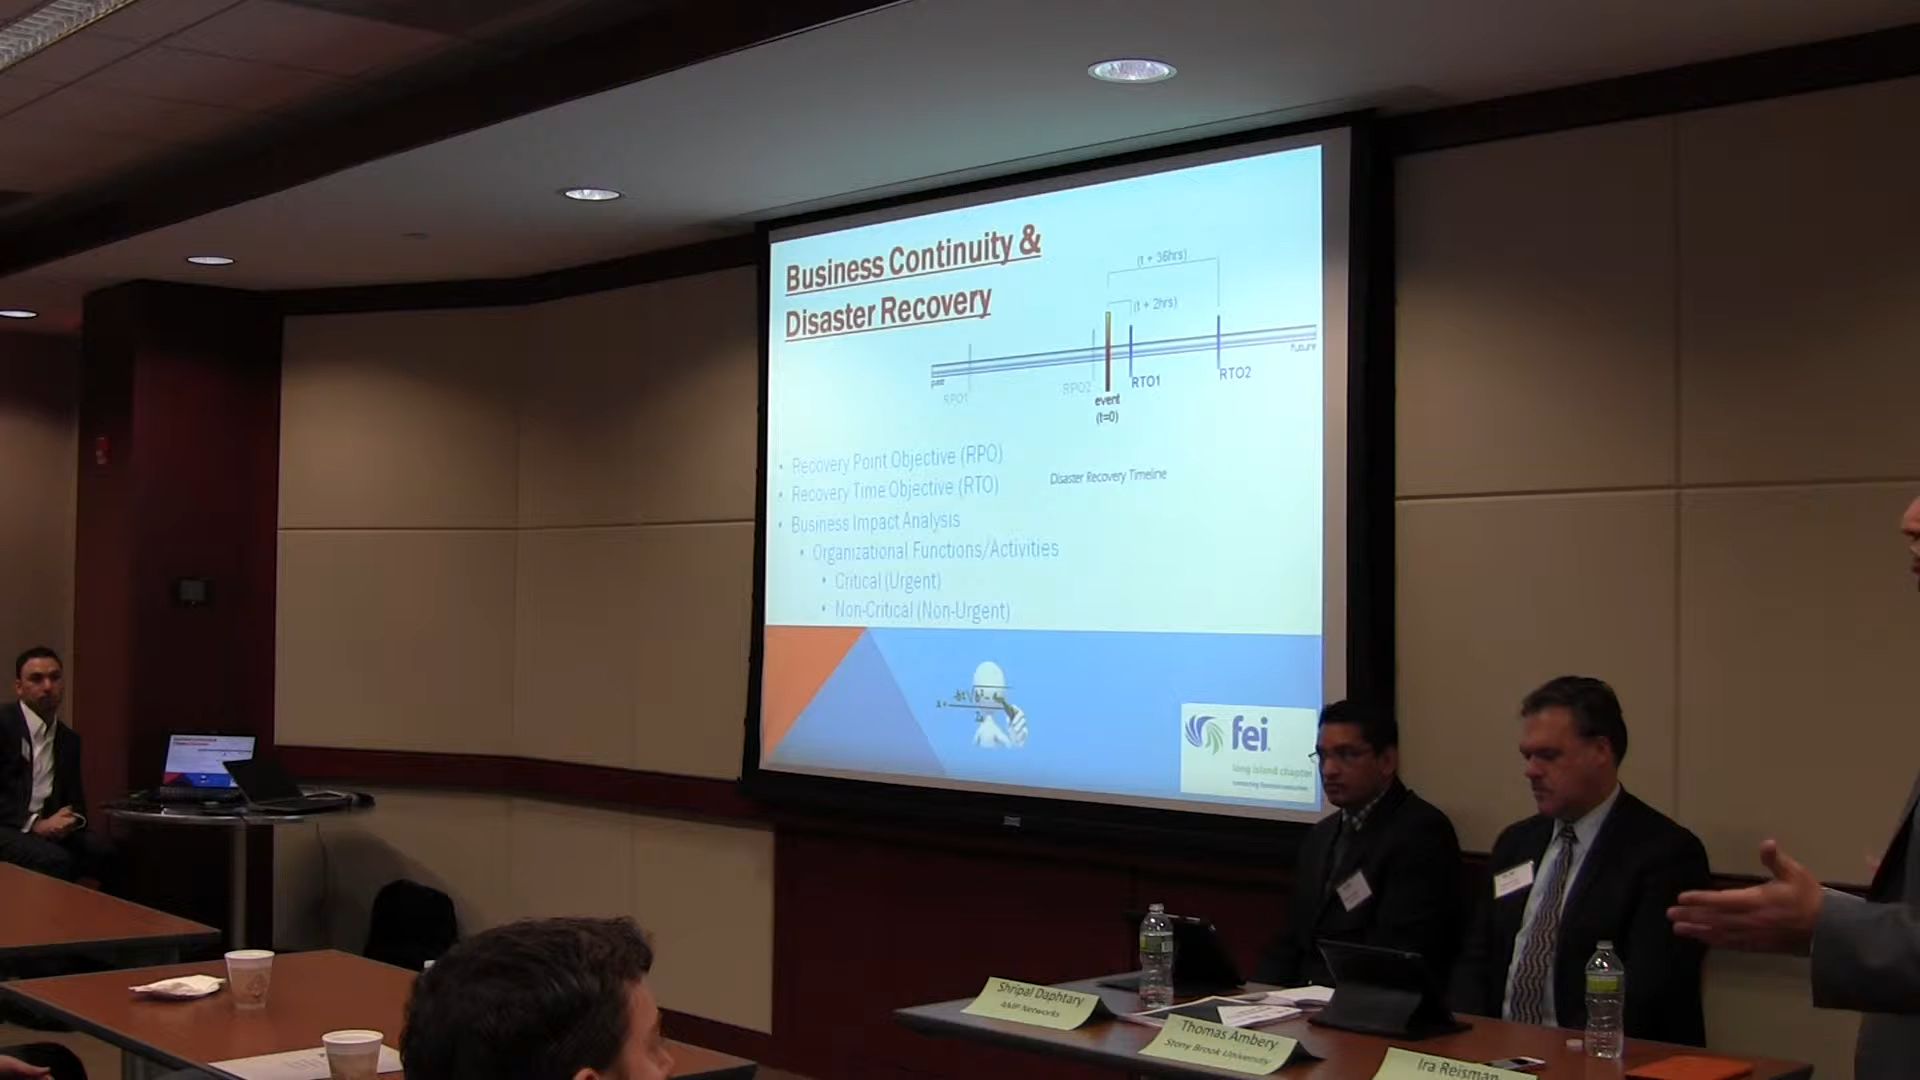 Business Continuity &
Disaster Recovery
(t + 36hrs)
(t + 2hrs)
past
future
RPO1
RPO2
RTO1
RTO2
event
(t=0)
Disaster Recovery Timeline
• Recovery Point Objective (RPO)
• Recovery Time Objective (RTO)
• Business Impact Analysis
• Organizational Functions/Activities
• Critical (Urgent)
• Non-Critical (Non-Urgent)
fei
long island chapter
Shripal Daphtary
AMP Networks
Thomas Ambery
Stony Brook University
Ira Reisman